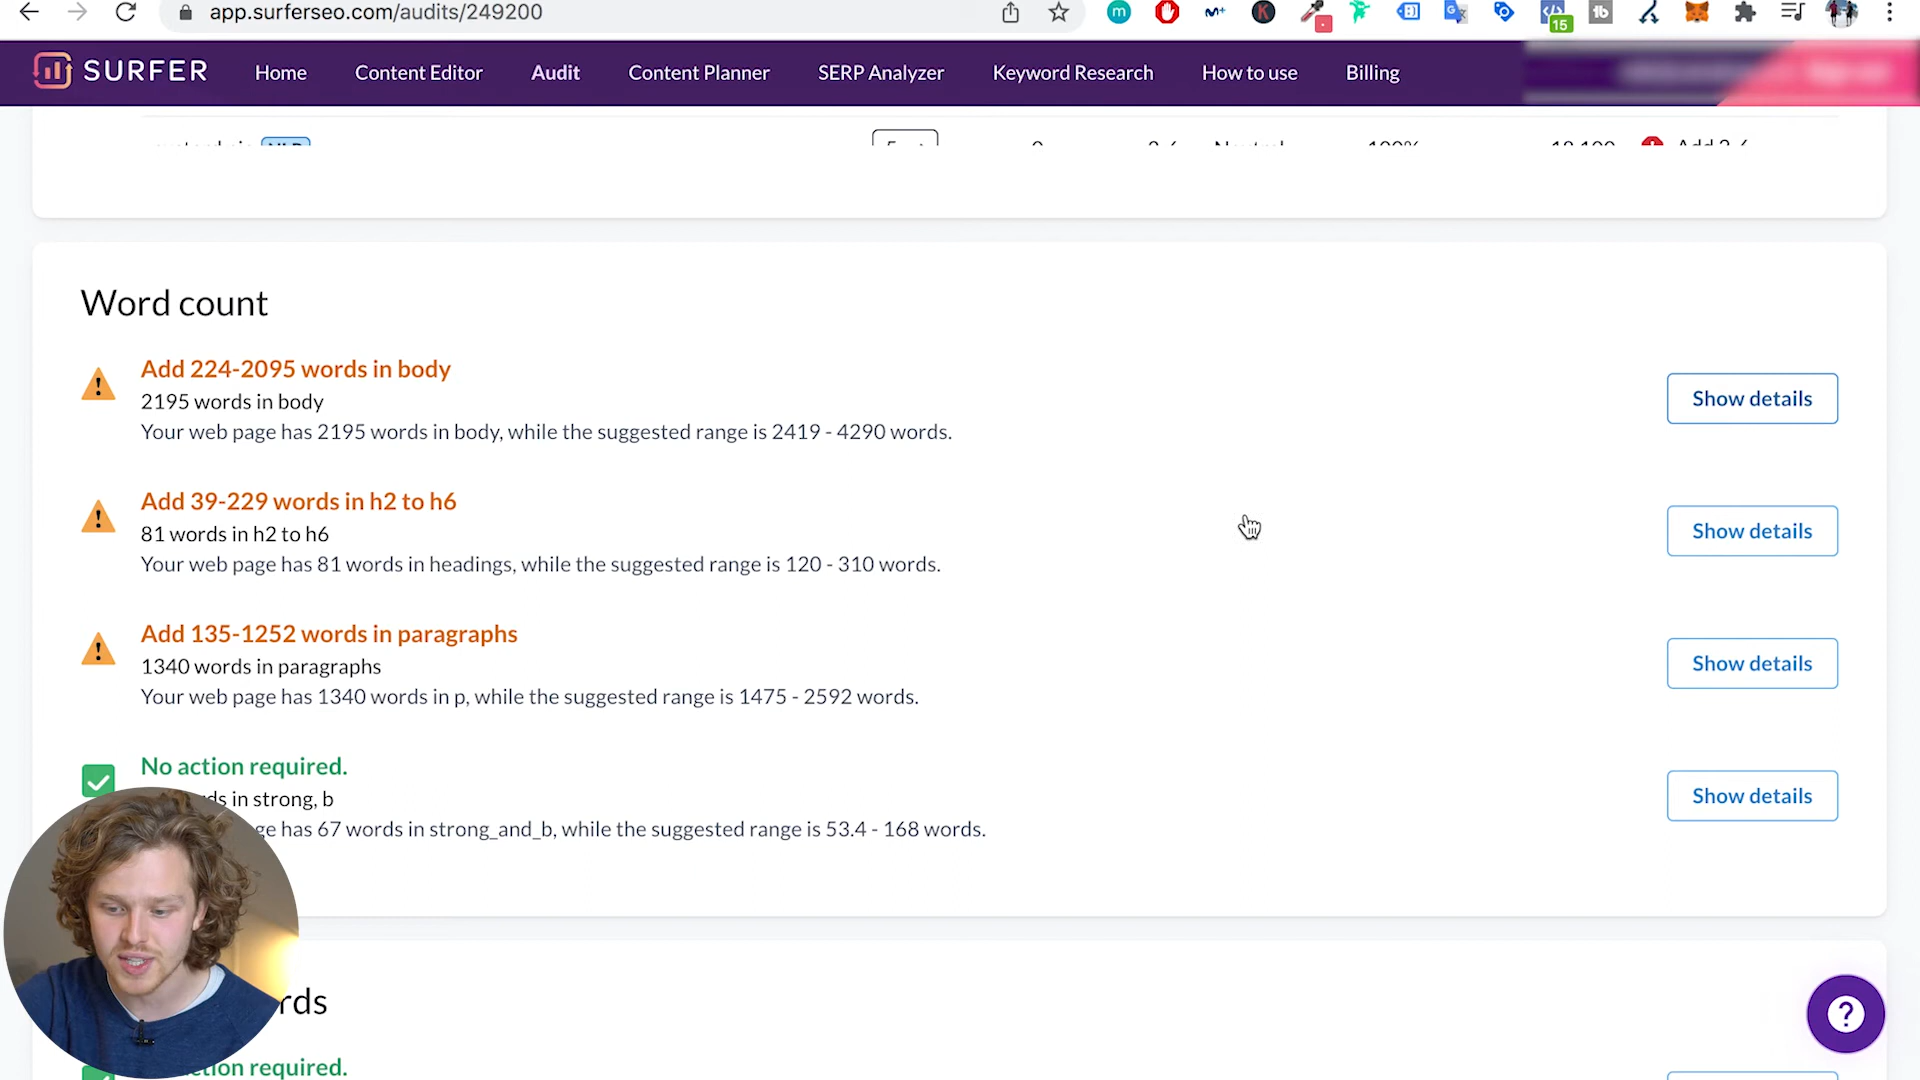 app.surferseo.com/audits/249200
15
SURFER Home Content Editor Audit Content Planner SERP Analyzer Keyword Research How to use Billing
Word count
Add 224-2095 words in body
2195 words in body
Your web page has 2195 words in body, while the suggested range is 2419 - 4290 words.
Show details
Add 39-229 words in h2 to h6
81 words in h2 to h6
Your web page has 81 words in headings, while the suggested range is 120 - 310 words.
Show details
Add 135-1252 words in paragraphs
1340 words in paragraphs
Your web page has 1340 words in p, while the suggested range is 1475 - 2592 words.
Show details
No action required.
in strong, b
has 67 words in strong_and_b, while the suggested range is 53.4 - 168 words.
Show details
required.